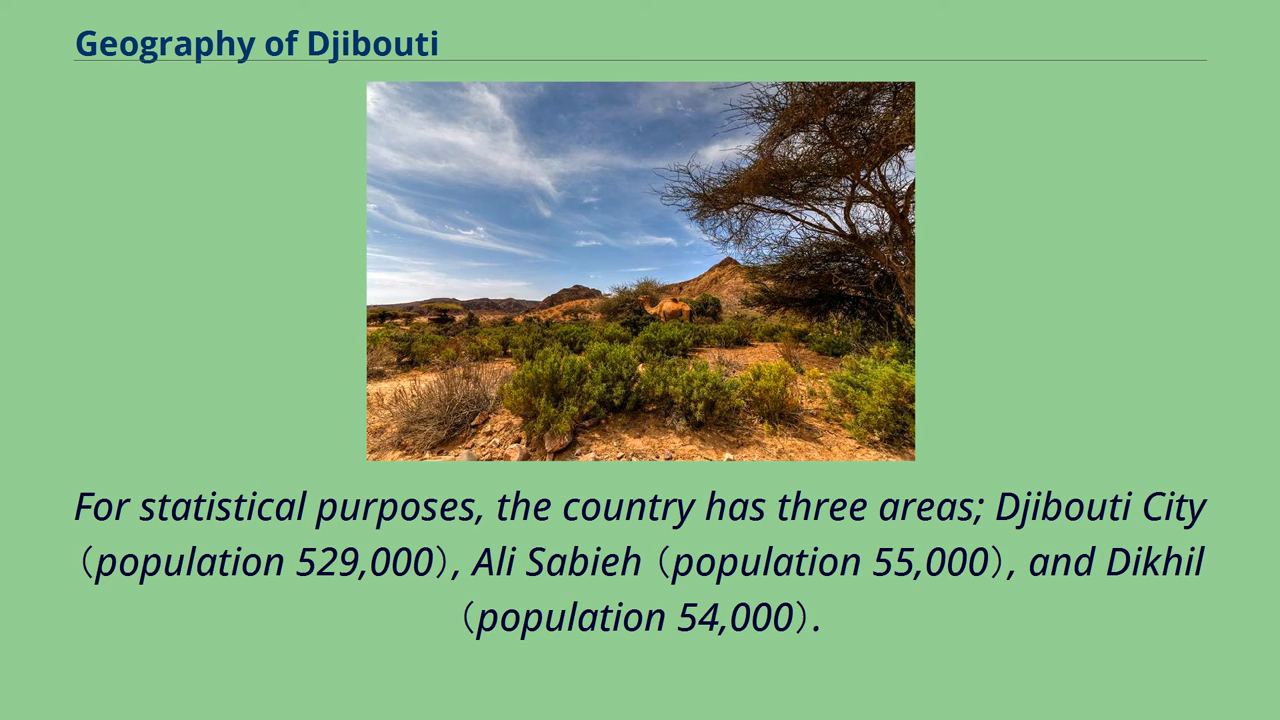 Geography of Djibouti
For statistical purposes, the country has three areas; Djibouti City
（population 529,000）, Ali Sabieh （population 55,000）, and Dikhil
（population 54,000）.